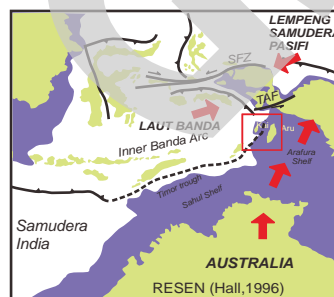 LEMPENG
SAMUDERA
PASIFI
SFZ
TAF
LAUT BANDA
Aru
Inner Banda Arc
Arafura
Shelf
Timor trough
Sahul Shelf
Samudera
India
AUSTRALIA
RESEN (Hall,1996)